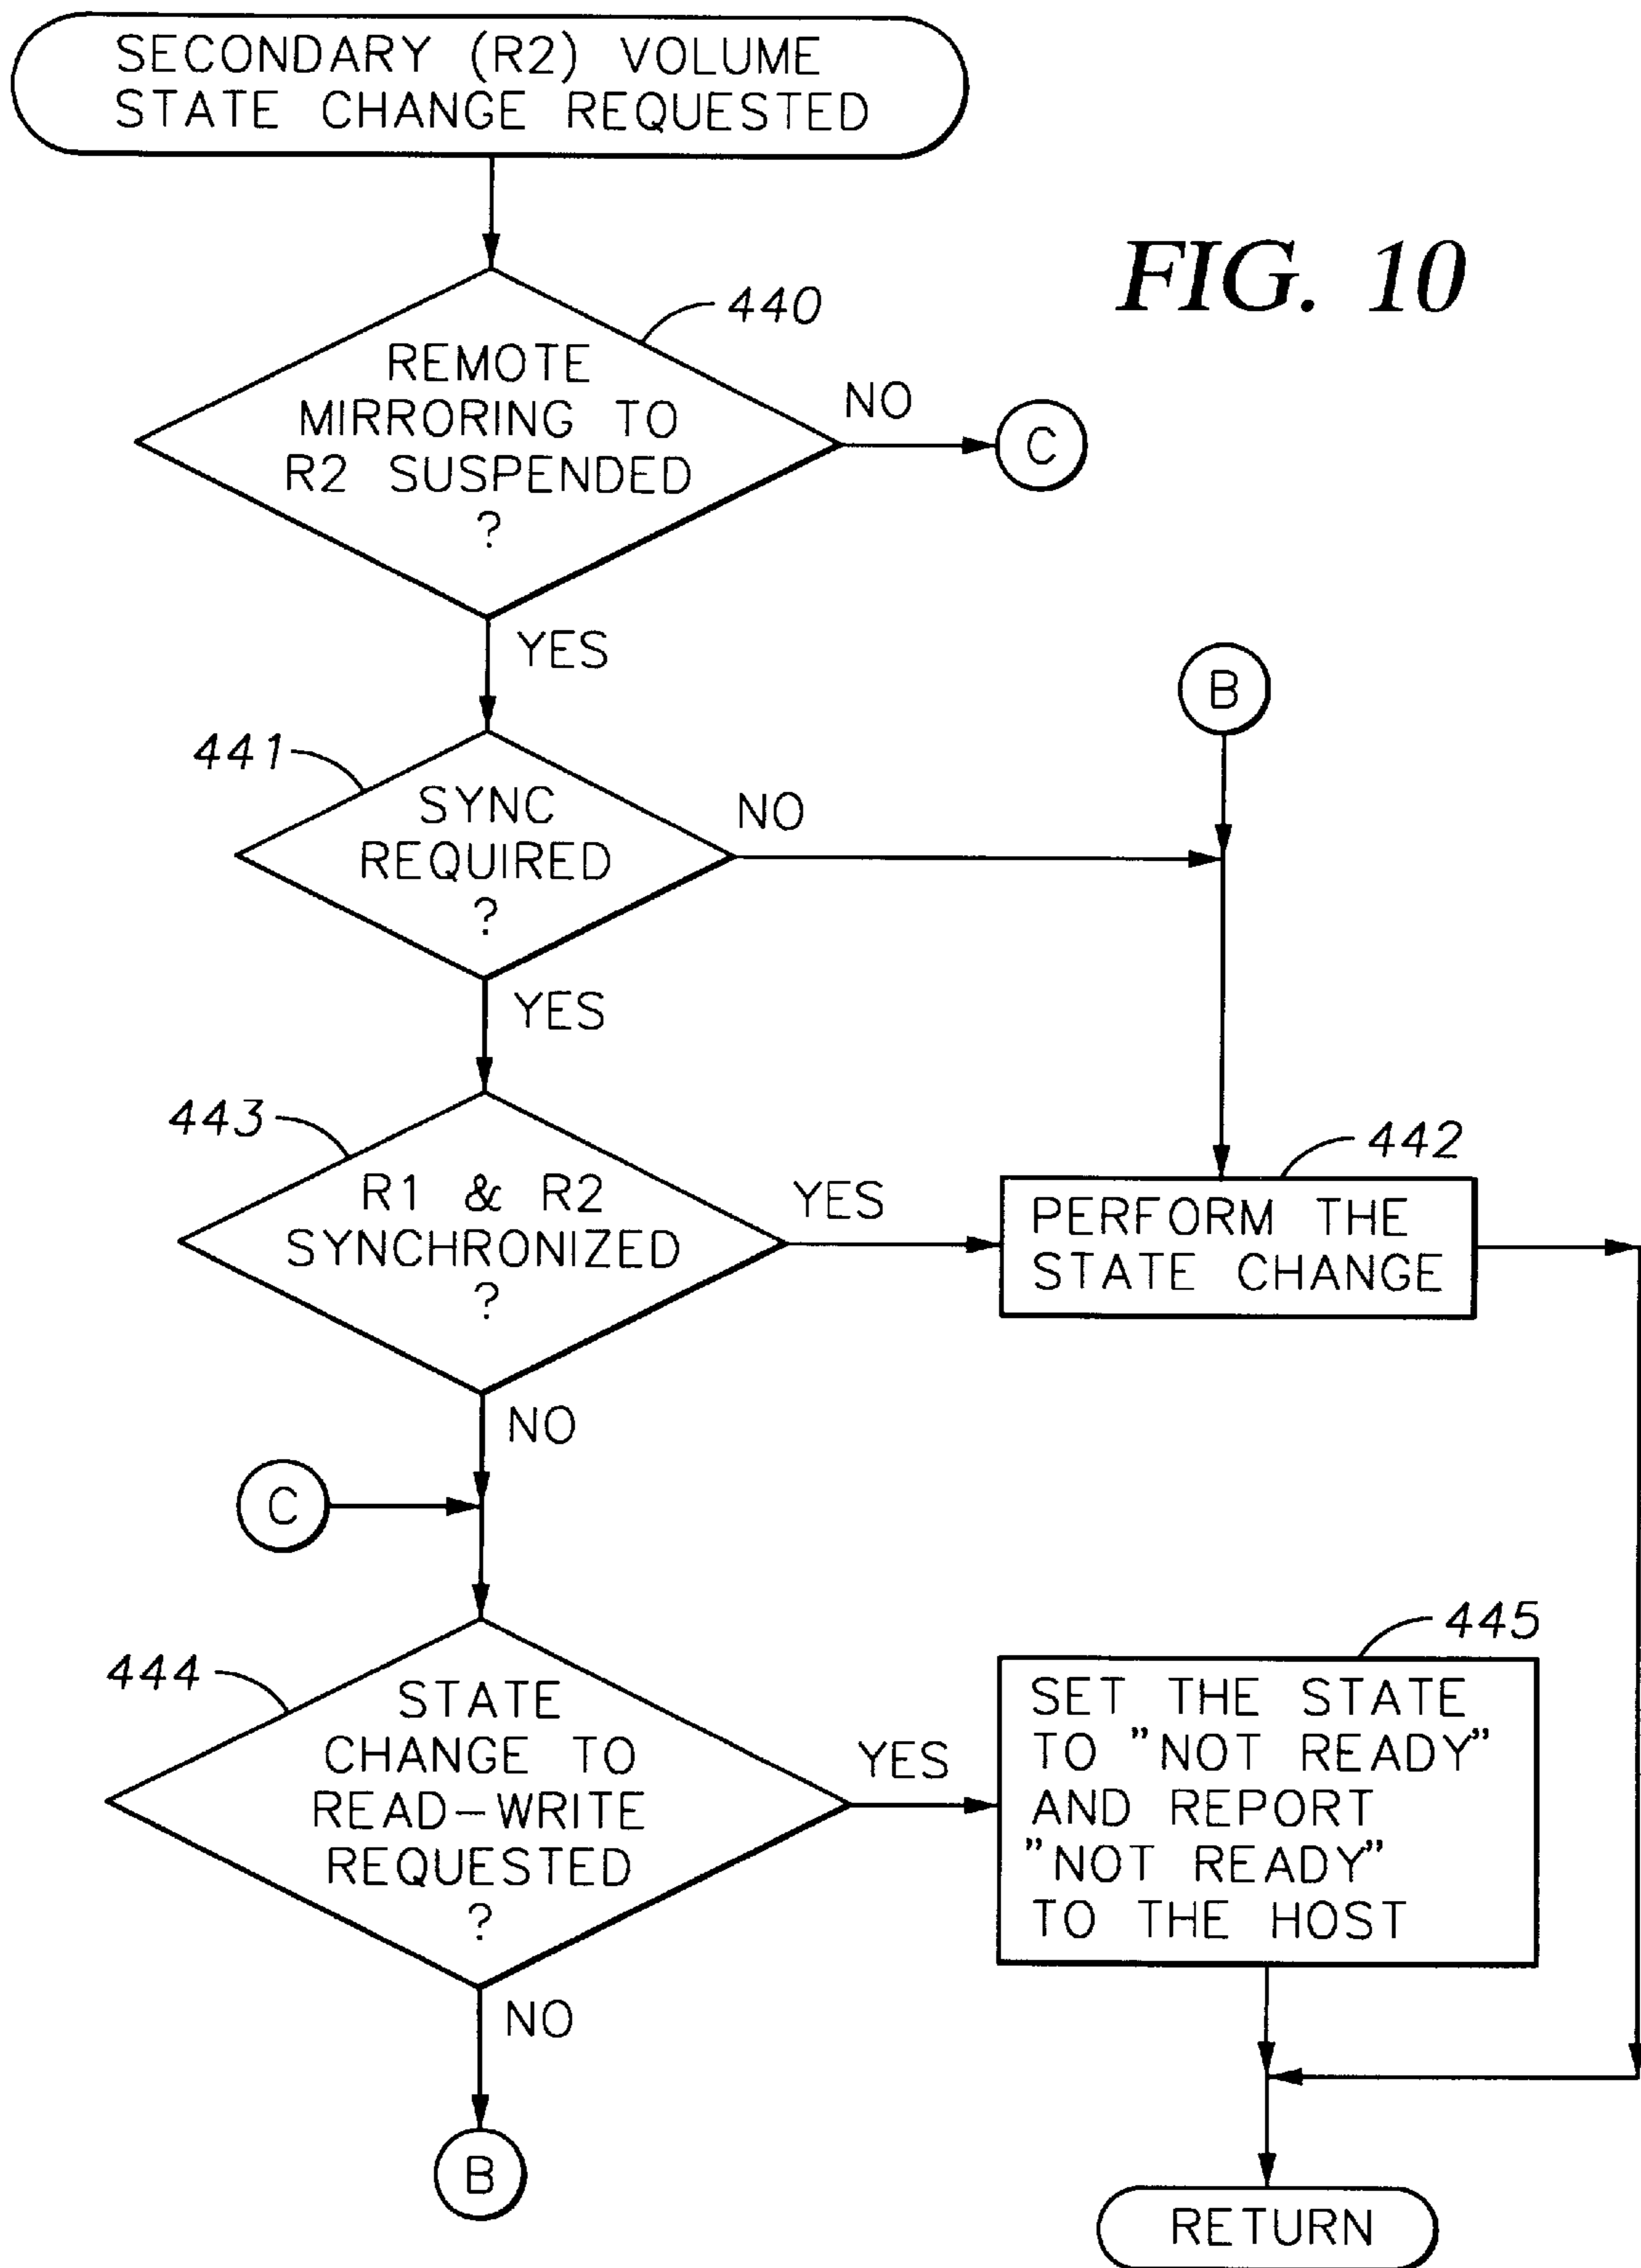 SECONDARY (R2) VOLUME
STATE CHANGE REQUESTED
FIG. 10
440
REMOTE
MIRRORING TO
R2 SUSPENDED
?
NO
C
YES
B
441
SYNC
REQUIRED
?
NO
YES
443
R1 & R2
SYNCHRONIZED
?
YES
442
PERFORM THE
STATE CHANGE
NO
C
444
STATE
CHANGE TO
READ-WRITE
REQUESTED
?
YES
445
SET THE STATE
TO "NOT READY"
AND REPORT
"NOT READY"
TO THE HOST
NO
B
RETURN